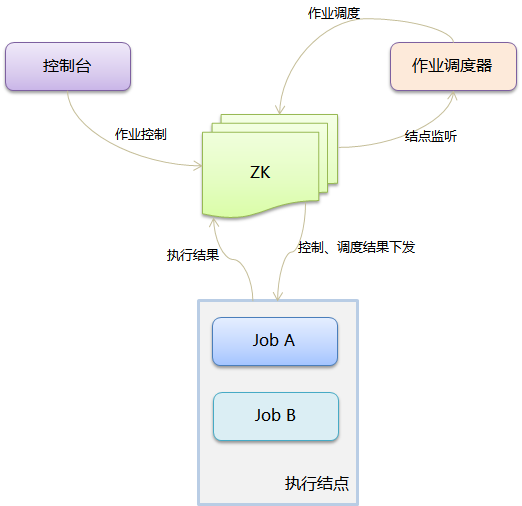 作业调度
控制台
作业调度器
作业控制
结点监听
ZK
执行结果
控制、调度结果下发
Job A
Job B
执行结点